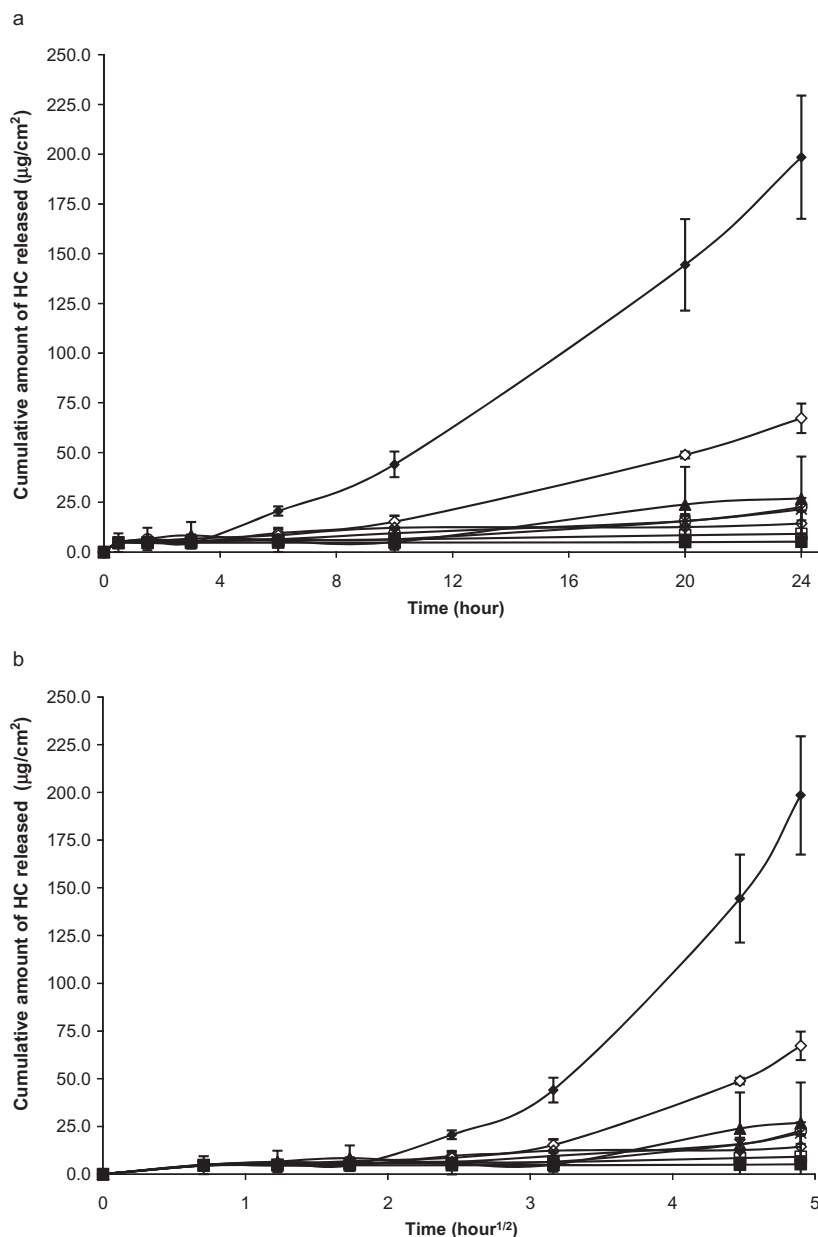 a
250.0
225.0
200.0
175.0
150.0
125.0
100.0
75.0
50.0
25.0
0.0
Cumulative amount of HC released (µg/cm²)
0 4 8 12 16 20 24
Time (hour)
b
250.0
225.0
200.0
175.0
150.0
125.0
100.0
75.0
50.0
25.0
0.0
Cumulative amount of HC released (µg/cm²)
0 1 2 3 4 5
Time (hour¹/²)